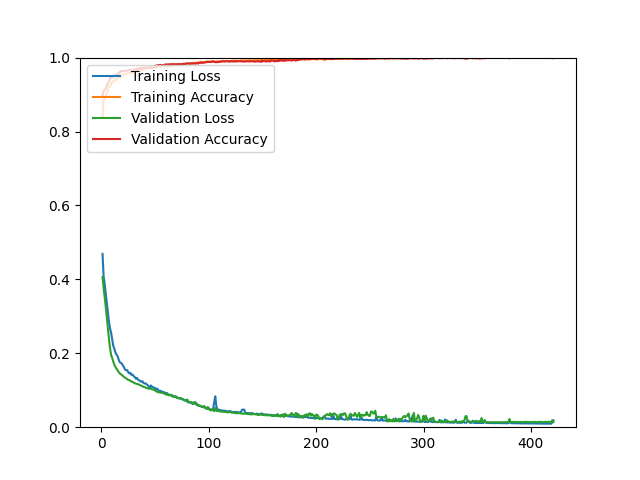 1.0
0.8
0.6
0.4
0.2
0.0
Training Loss
Training Accuracy
Validation Loss
Validation Accuracy
0 100 200 300 400